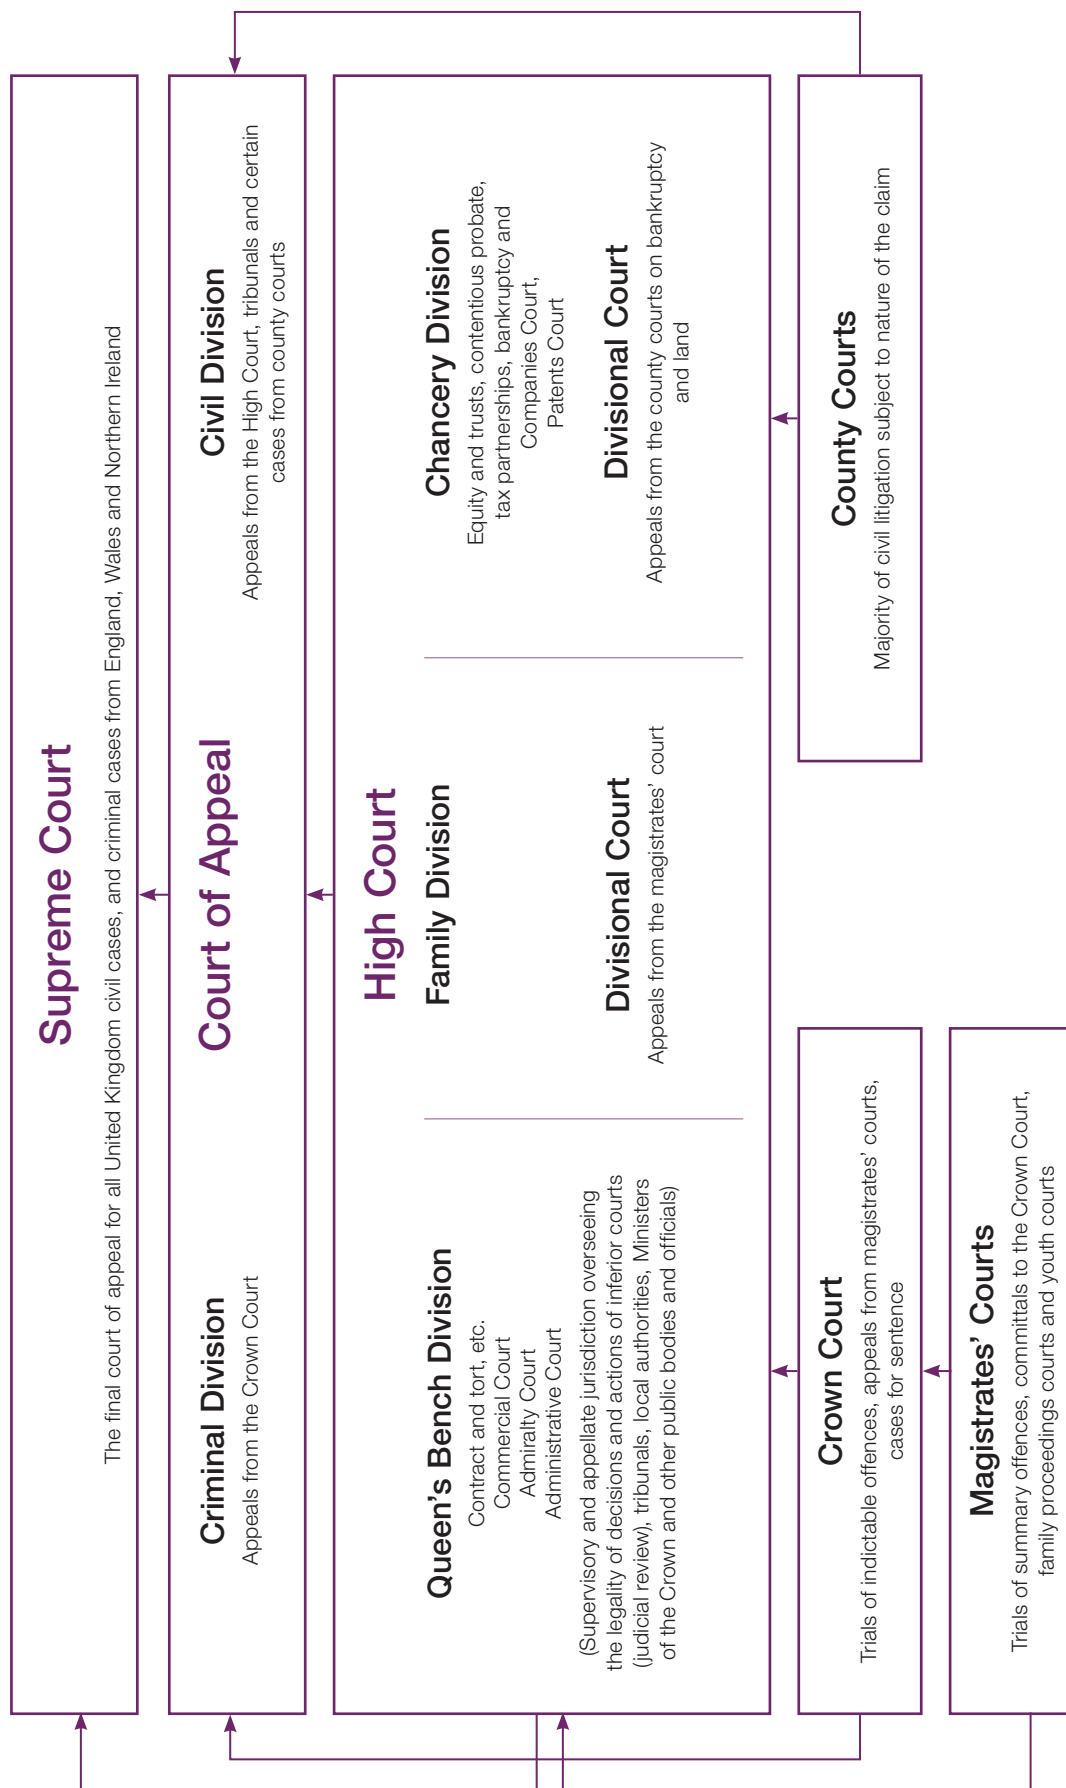 Supreme Court
The final court of appeal for all United Kingdom civil cases, and criminal cases from England, Wales and Northern Ireland
Court of Appeal
Criminal Division
Appeals from the Crown Court
Civil Division
Appeals from the High Court, tribunals and certain
cases from county courts
High Court
Queen’s Bench Division
Contract and tort, etc.
Commercial Court
Admiralty Court
Administrative Court
(Supervisory and appellate jurisdiction overseeing
the legality of decisions and actions of inferior courts
(judicial review), tribunals, local authorities, Ministers
of the Crown and other public bodies and officials)
Family Division
Divisional Court
Appeals from the magistrates’ court
Chancery Division
Equity and trusts, contentious probate,
tax partnerships, bankruptcy and
Companies Court,
Patents Court
Divisional Court
Appeals from the county courts on bankruptcy
and land
Crown Court
Trials of indictable offences, appeals from magistrates’ courts,
cases for sentence
County Courts
Majority of civil litigation subject to nature of the claim
Magistrates’ Courts
Trials of summary offences, committals to the Crown Court,
family proceedings courts and youth courts